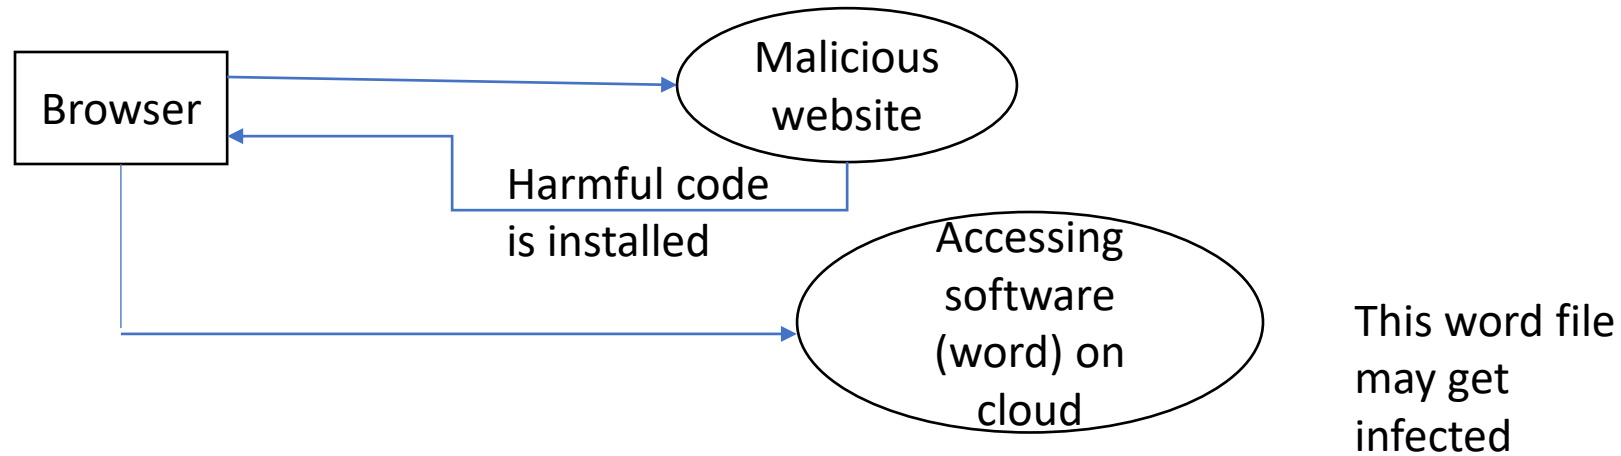 Browser
Malicious
website
Harmful code
is installed
Accessing
software
(word) on
cloud
This word file
may get
infected